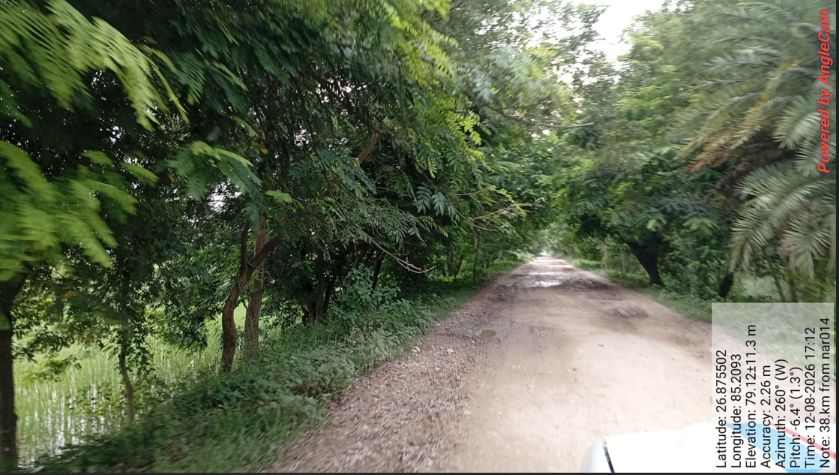 Powered by AngleCam
Latitude: 26.875502
Longitude: 85.2093
Elevation: 79.12±11.3 m
Accuracy: 2.26 m
Azimuth: 260° (W)
Pitch: -6.4° (1.3°)
Time: 12-08-2026 17:12
Note: 38.km from nar014